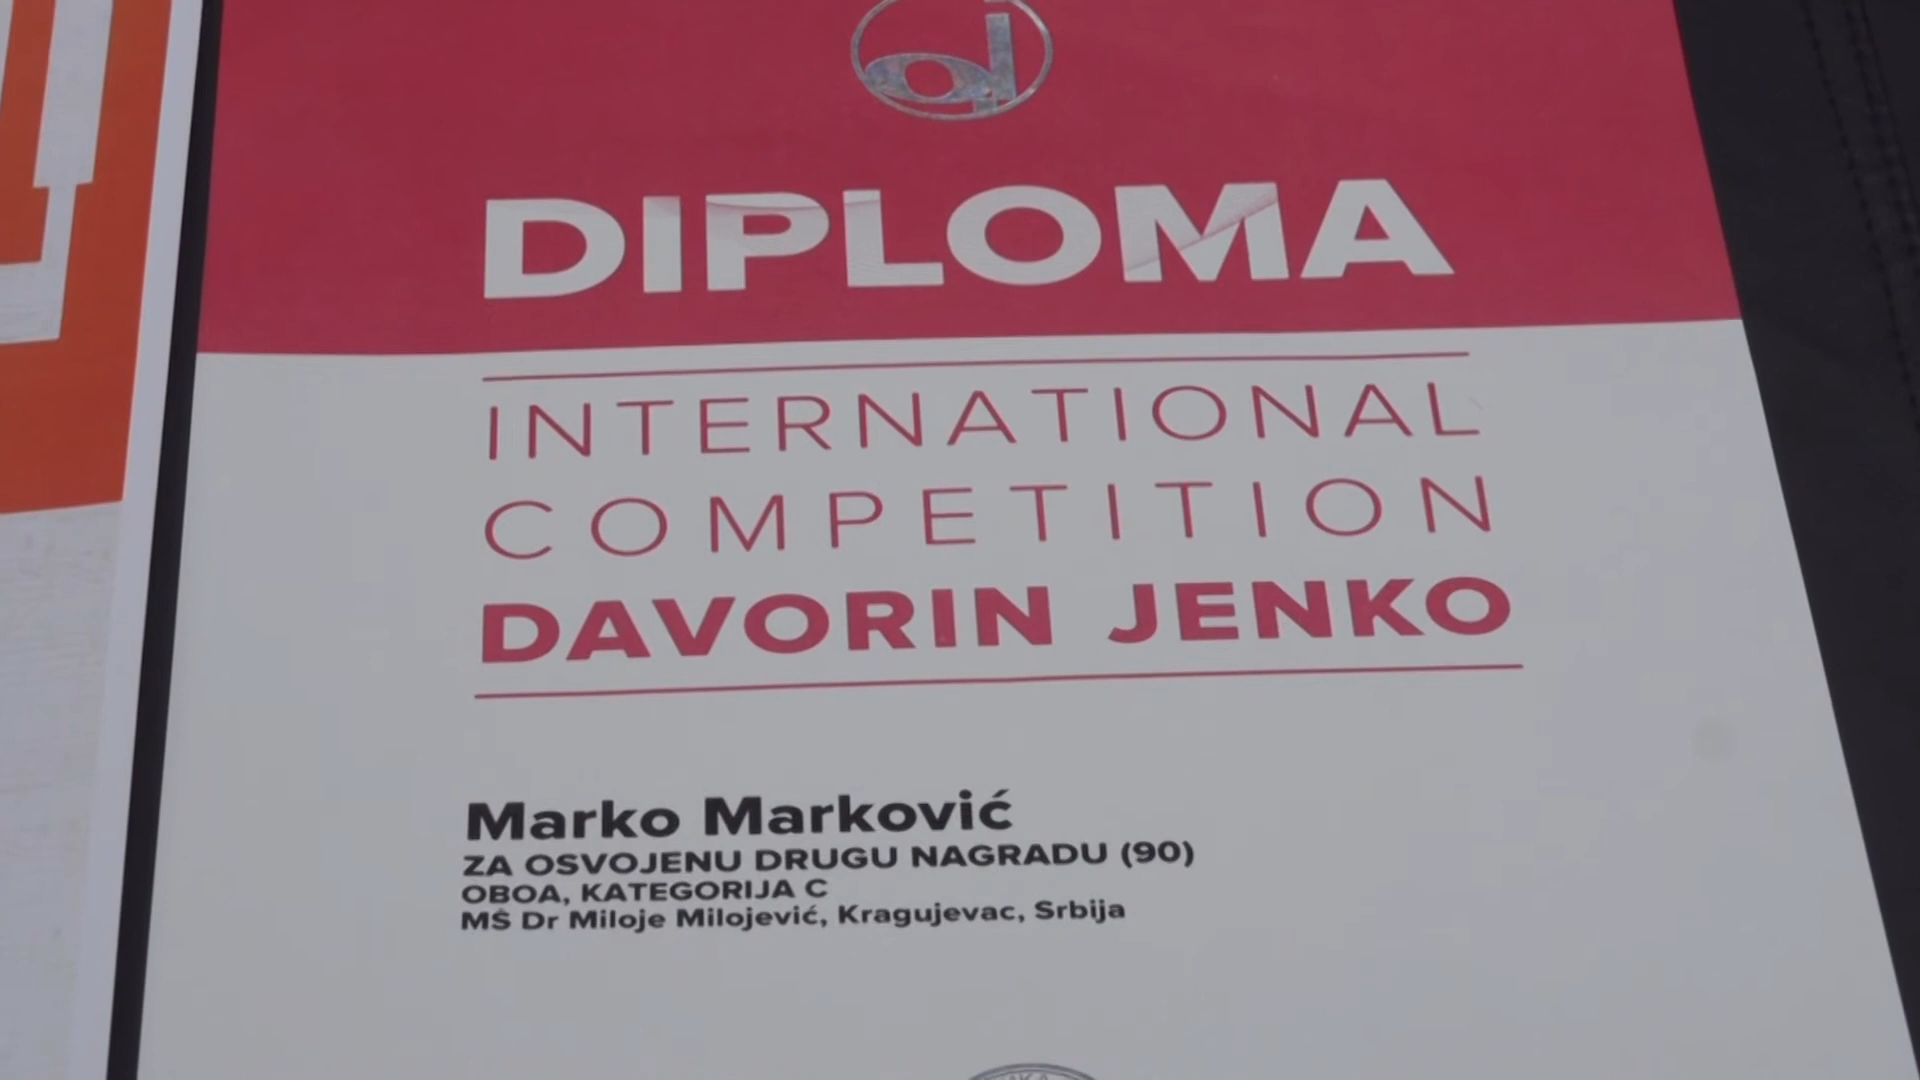 DIPLOMA
INTERNATIONAL
COMPETITION
DAVORIN JENKO
Marko Marković
ZA OSVOJENU DRUGU NAGRADU (90)
OBOA, KATEGORIJA C
MŠ Dr Miloje Milojević, Kragujevac, Srbija